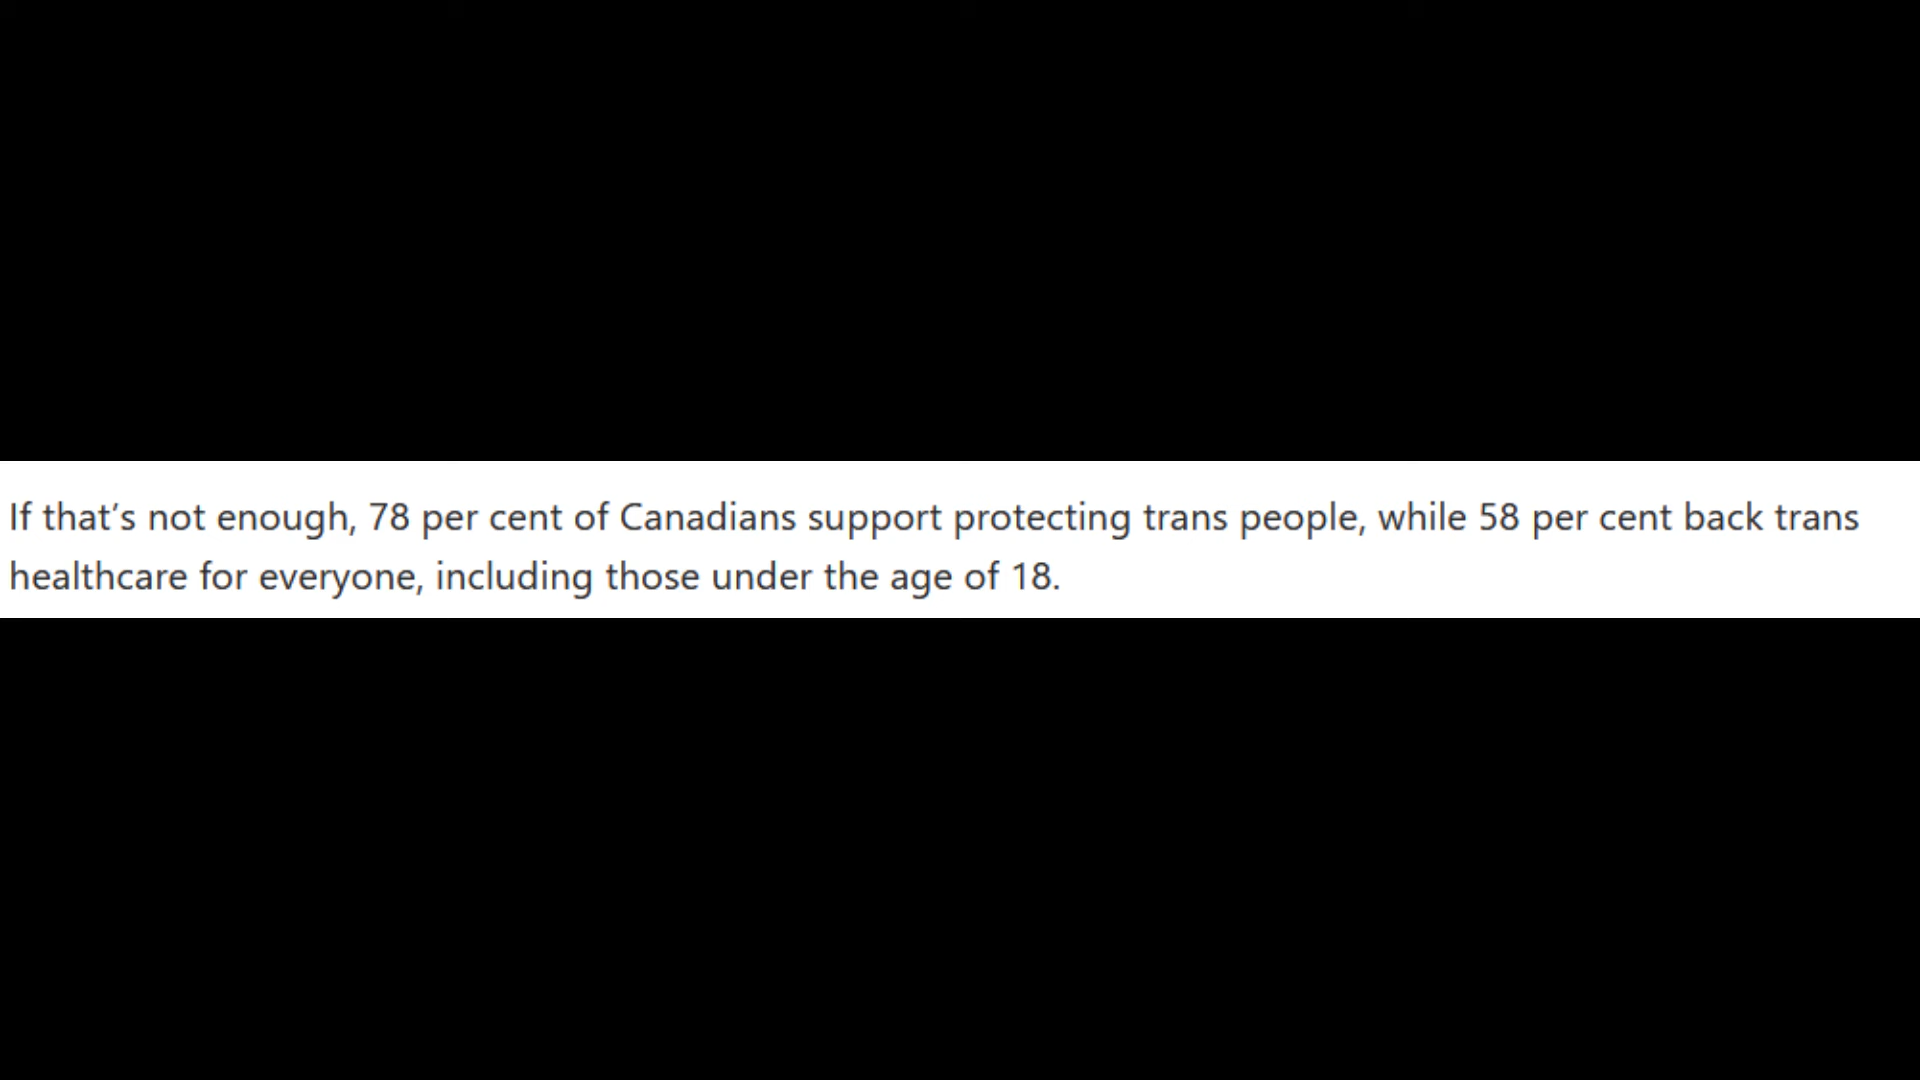 If that’s not enough, 78 per cent of Canadians support protecting trans people, while 58 per cent back trans
healthcare for everyone, including those under the age of 18.